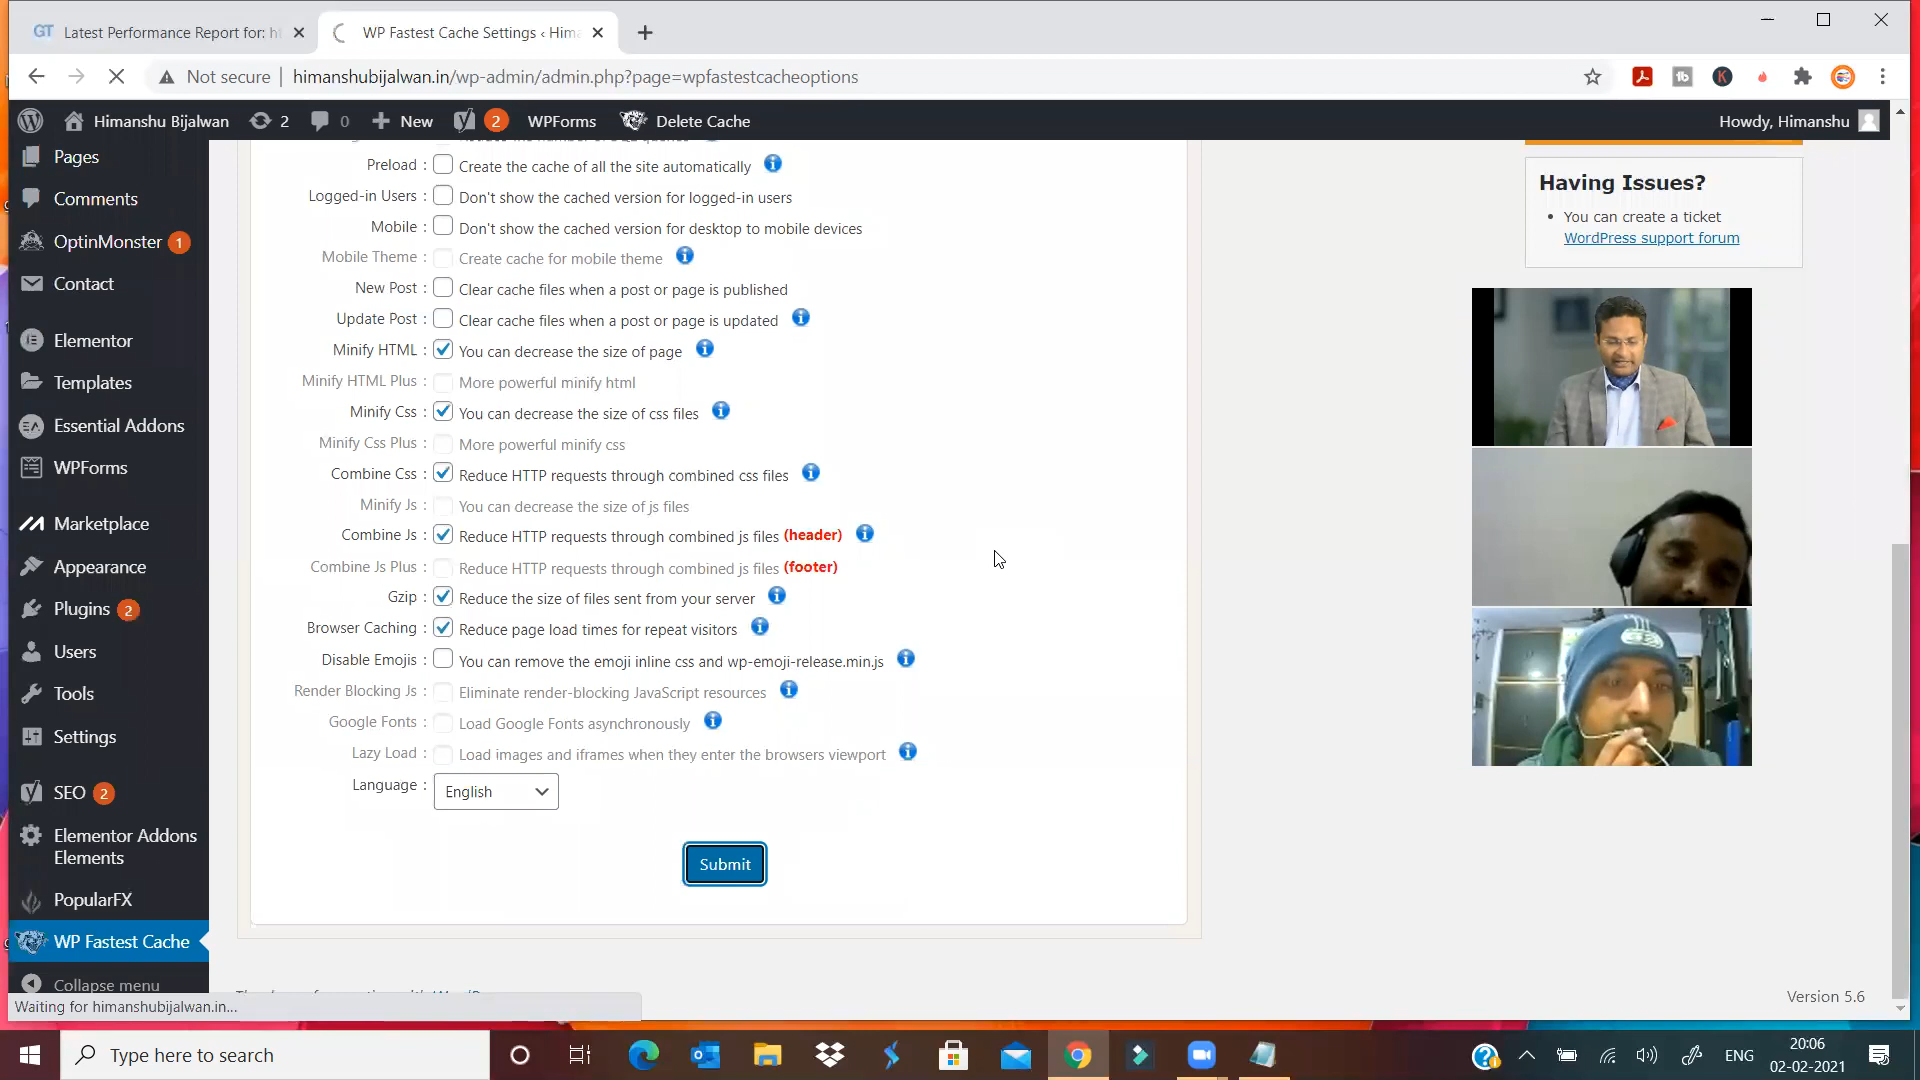 GT Latest Performance Report for: h
WP Fastest Cache Settings ‹ Hima
Not secure himanshubijalwan.in/wp-admin/admin.php?page=wpfastestcacheoptions
Himanshu Bijalwan 2 0 New 2 WPForms Delete Cache Howdy, Himanshu
Pages
Comments
OptinMonster 1
Contact
Elementor
Templates
Essential Addons
WPForms
Marketplace
Appearance
Plugins 2
Users
Tools
Settings
SEO 2
Elementor Addons
Elements
PopularFX
WP Fastest Cache
Collapse menu
Preload : Create the cache of all the site automatically
Logged-in Users : Don't show the cached version for logged-in users
Mobile : Don't show the cached version for desktop to mobile devices
Mobile Theme : Create cache for mobile theme
New Post : Clear cache files when a post or page is published
Update Post : Clear cache files when a post or page is updated
Minify HTML : You can decrease the size of page
Minify HTML Plus : More powerful minify html
Minify Css : You can decrease the size of css files
Minify Css Plus : More powerful minify css
Combine Css : Reduce HTTP requests through combined css files
Minify Js : You can decrease the size of js files
Combine Js : Reduce HTTP requests through combined js files (header)
Combine Js Plus : Reduce HTTP requests through combined js files (footer)
Gzip : Reduce the size of files sent from your server
Browser Caching : Reduce page load times for repeat visitors
Disable Emojis : You can remove the emoji inline css and wp-emoji-release.min.js
Render Blocking Js : Eliminate render-blocking JavaScript resources
Google Fonts : Load Google Fonts asynchronously
Lazy Load : Load images and iframes when they enter the browsers viewport
Language : English
Submit
Having Issues?
• You can create a ticket
WordPress support forum
Version 5.6
Waiting for himanshubijalwan.in...
Type here to search
ENG
20:06
02-02-2021